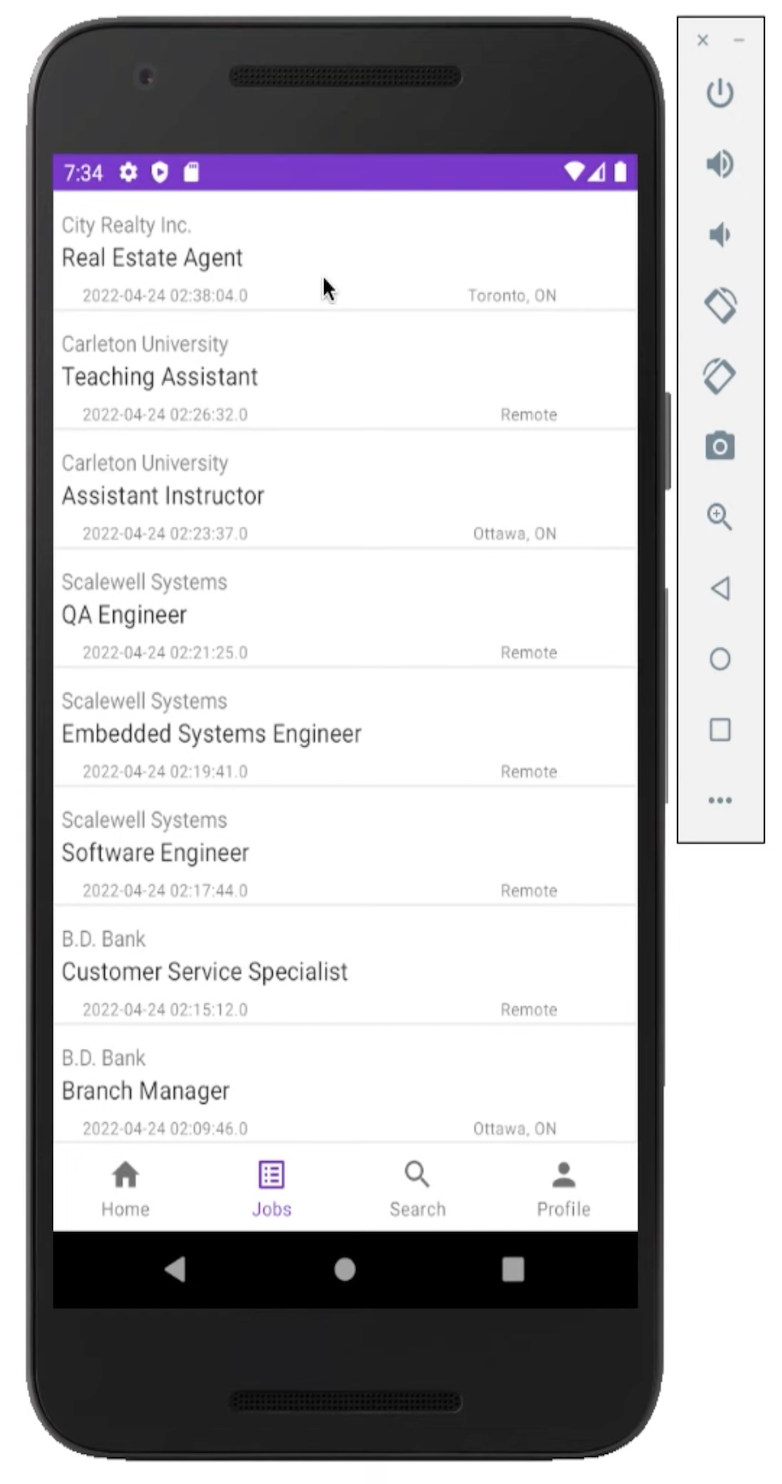 7:34
City Realty Inc.
Real Estate Agent
2022-04-24 02:38:04.0 Toronto, ON
Carleton University
Teaching Assistant
2022-04-24 02:26:32.0 Remote
Carleton University
Assistant Instructor
2022-04-24 02:23:37.0 Ottawa, ON
Scalewell Systems
QA Engineer
2022-04-24 02:21:25.0 Remote
Scalewell Systems
Embedded Systems Engineer
2022-04-24 02:19:41.0 Remote
Scalewell Systems
Software Engineer
2022-04-24 02:17:44.0 Remote
B.D. Bank
Customer Service Specialist
2022-04-24 02:15:12.0 Remote
B.D. Bank
Branch Manager
2022-04-24 02:09:46.0 Ottawa, ON
Home Jobs Search Profile